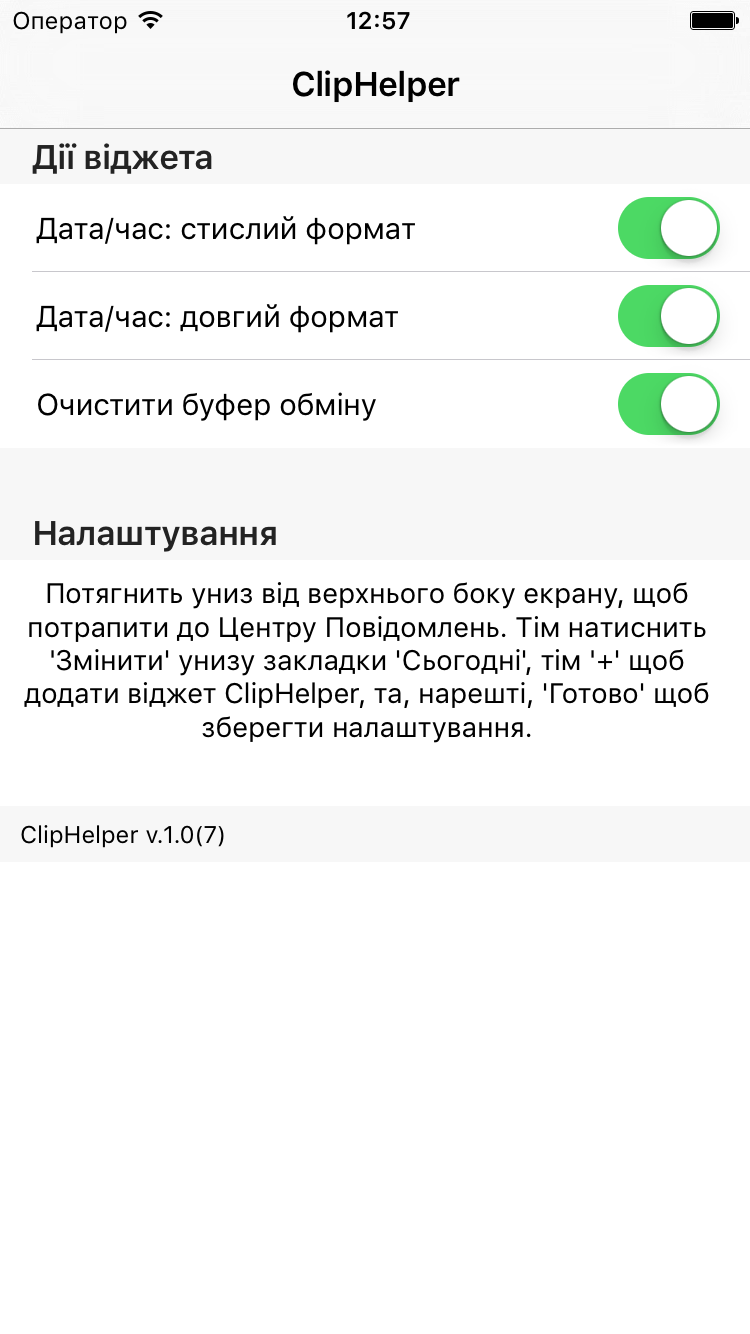 Оператор 12:57
ClipHelper
Дії віджета
Дата/час: стислий формат
Дата/час: довгий формат
Очистити буфер обміну
Налаштування
Потягнить униз від верхнього боку екрану, щоб
потрапити до Центру Повідомлень. Тім натиснить
'Змінити' унизу закладки 'Сьогодні', тім '+' щоб
додати віджет ClipHelper, та, нарешті, 'Готово' щоб
зберегти налаштування.
ClipHelper v.1.0(7)